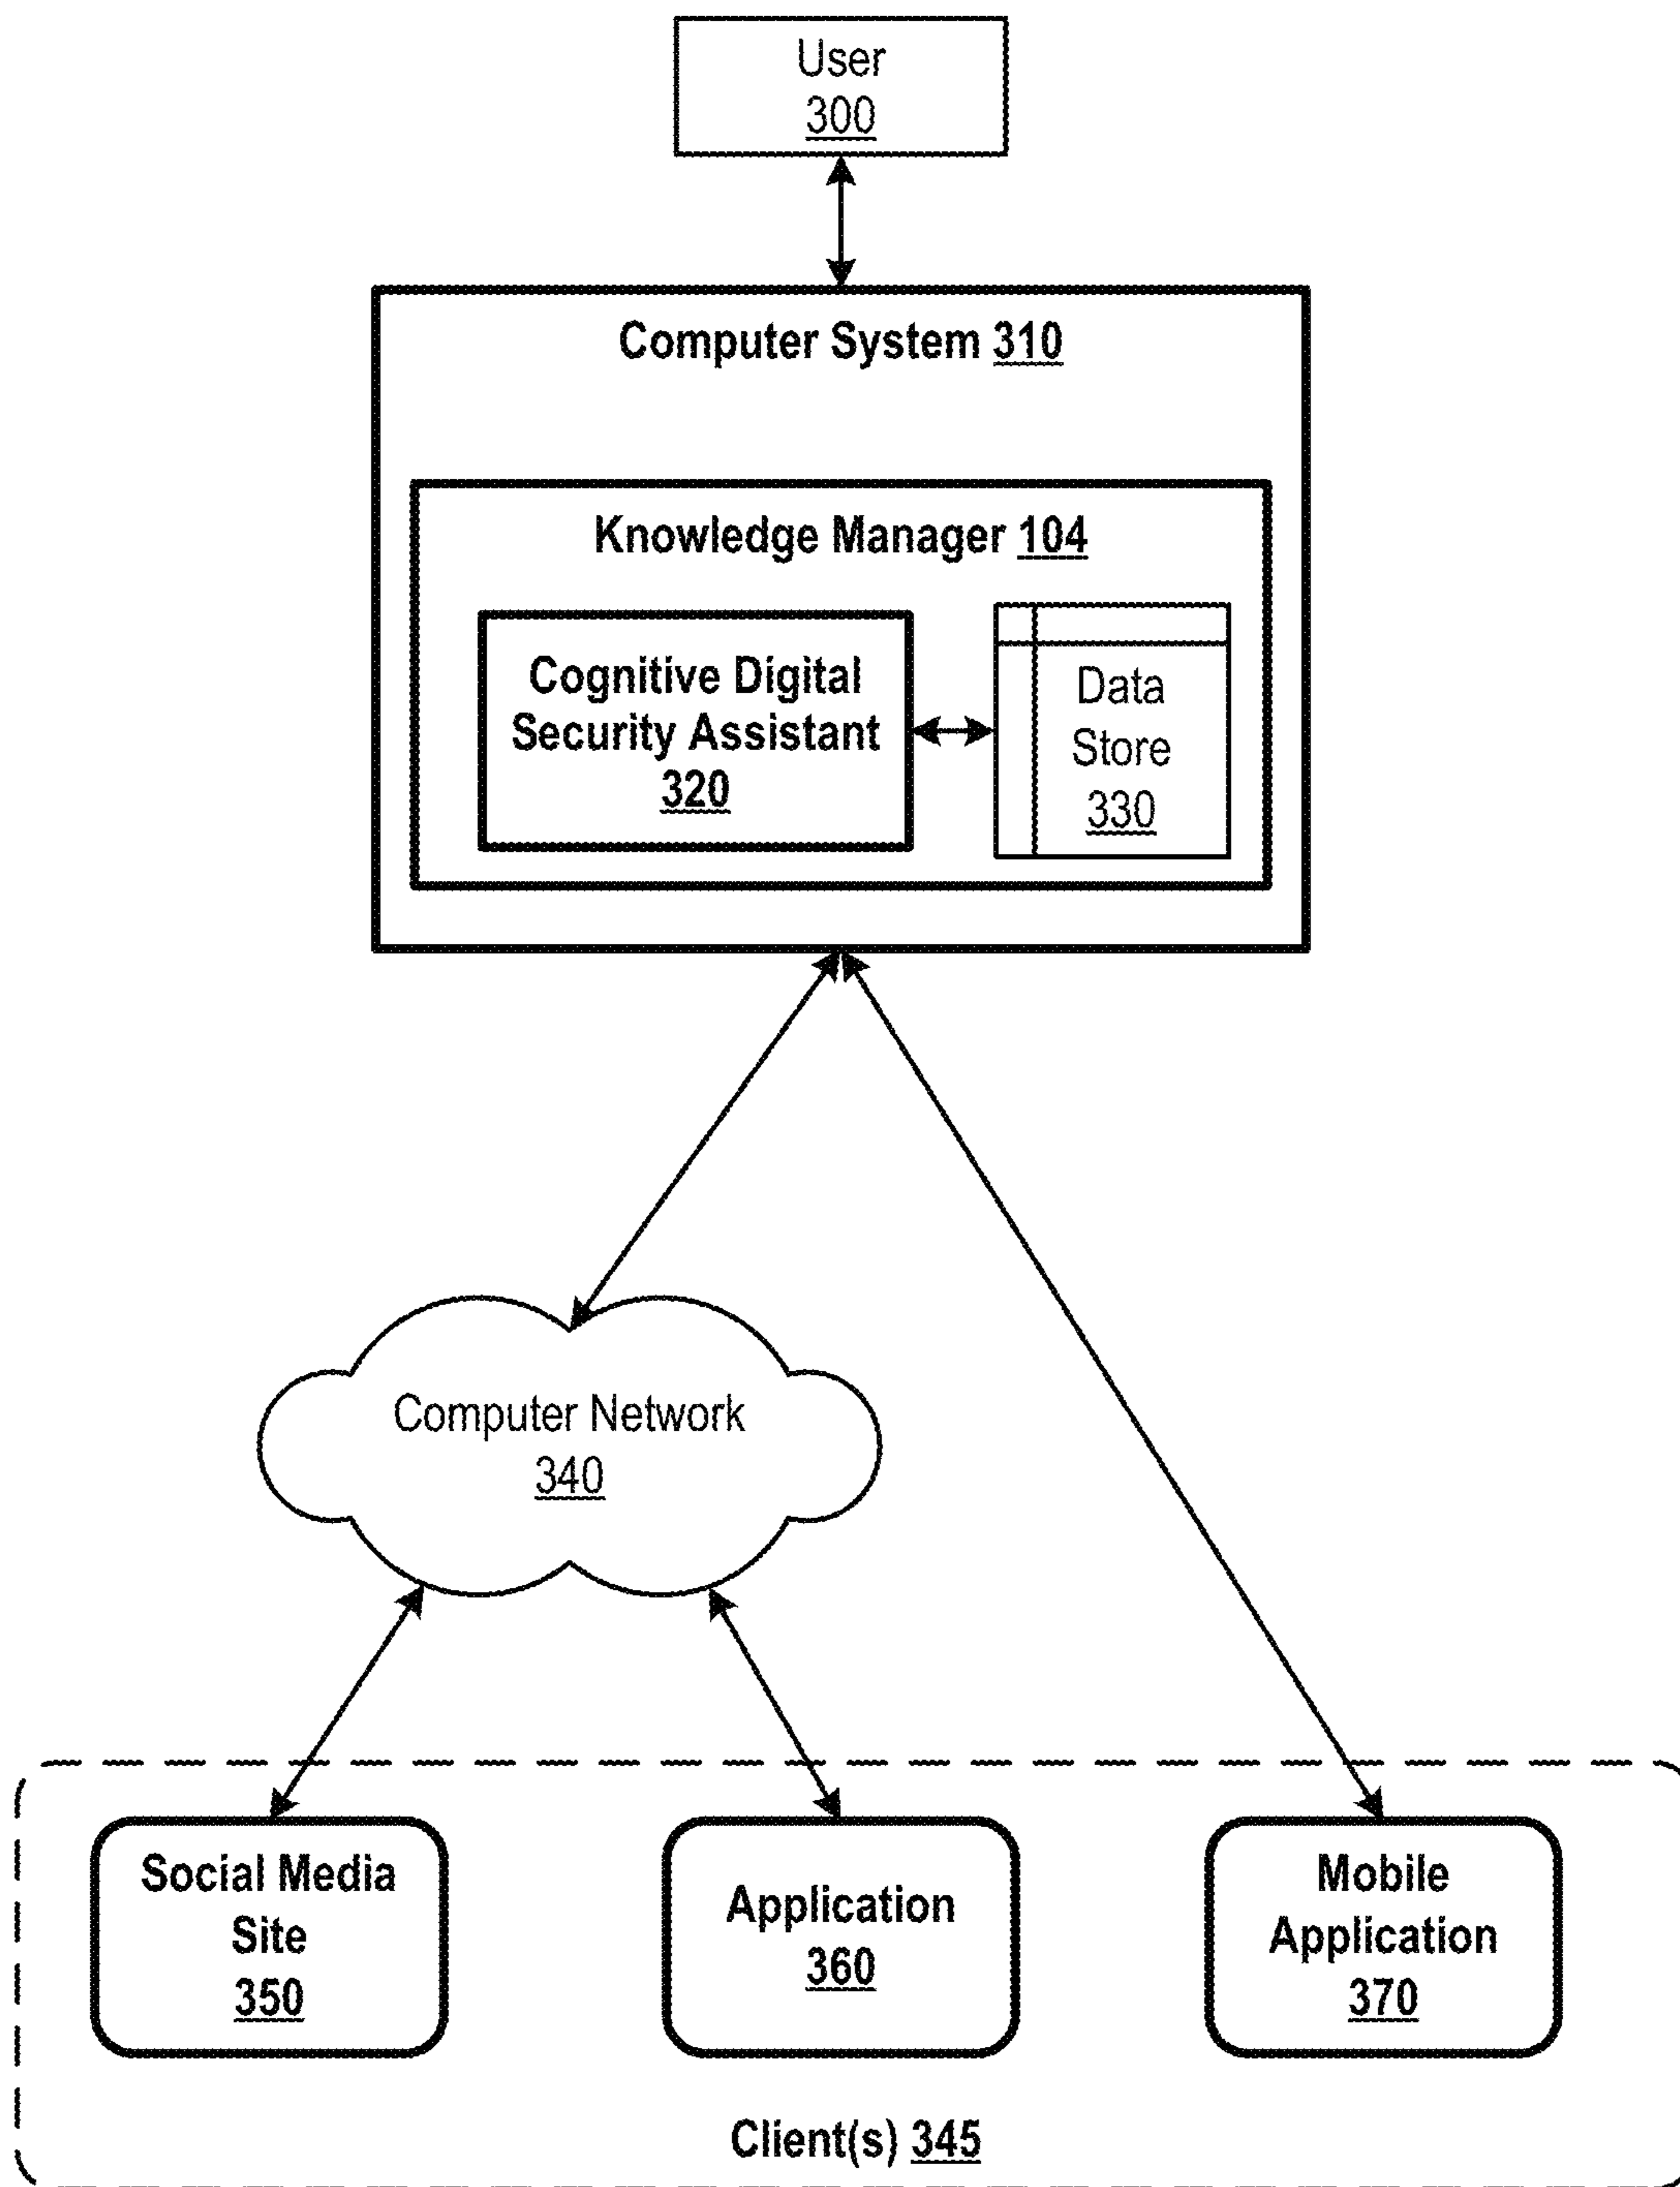 User
300
Computer System 310
Knowledge Manager 104
Cognitive Digital
Security Assistant
320
Data
Store
330
Computer Network
340
Social Media
Site
350
Application
360
Mobile
Application
370
Client(s) 345